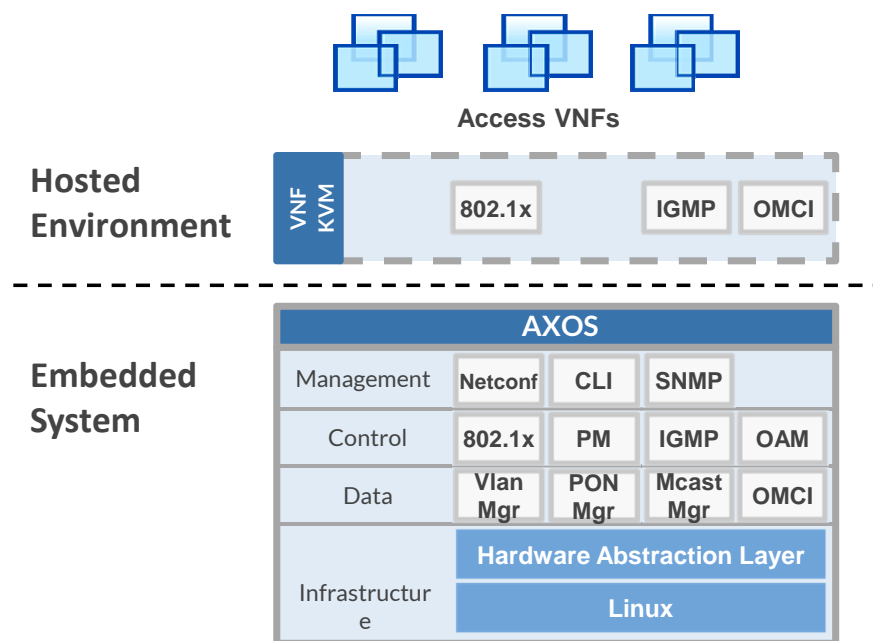 Access VNFs
Hosted
Environment
VNF
KVM
802.1x
IGMP
OMCI
AXOS
Embedded
System
Management
Netconf
CLI
SNMP
Control
802.1x
PM
IGMP
OAM
Data
Vlan
Mgr
PON
Mgr
Mcast
Mgr
OMCI
Infrastructur
e
Hardware Abstraction Layer
Linux